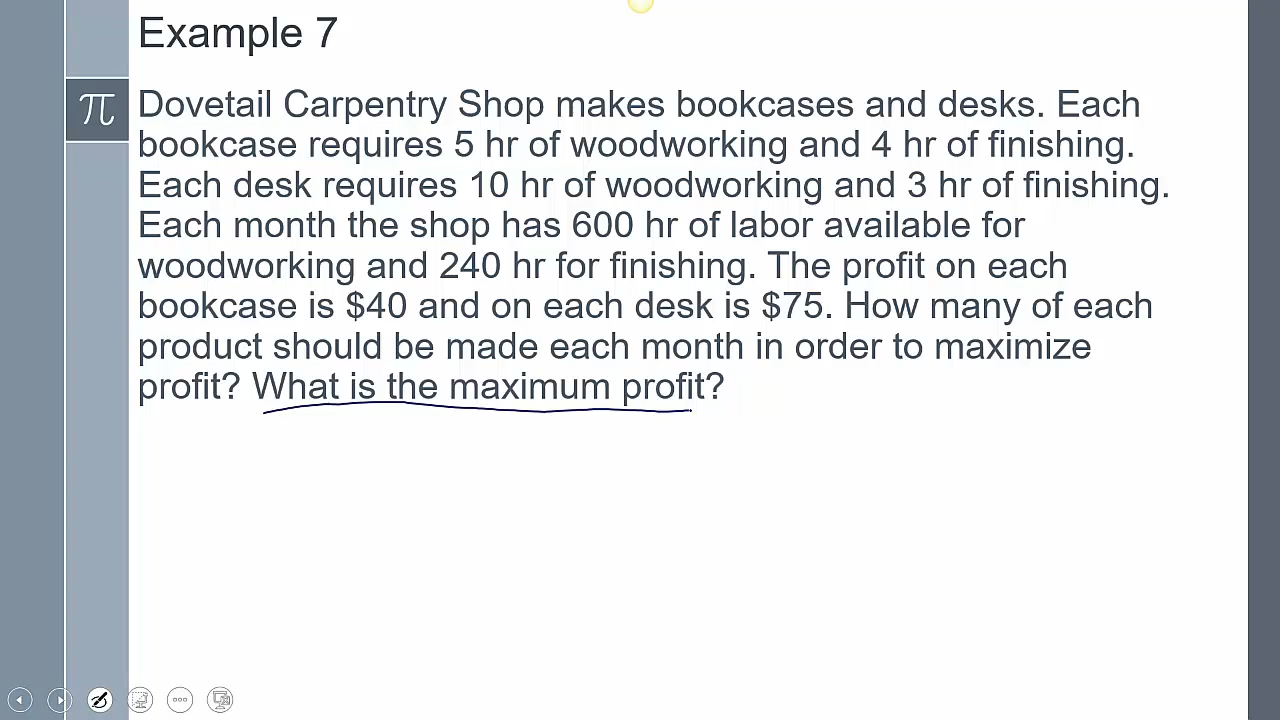 Example 7
π
Dovetail Carpentry Shop makes bookcases and desks. Each
bookcase requires 5 hr of woodworking and 4 hr of finishing.
Each desk requires 10 hr of woodworking and 3 hr of finishing.
Each month the shop has 600 hr of labor available for
woodworking and 240 hr for finishing. The profit on each
bookcase is $40 and on each desk is $75. How many of each
product should be made each month in order to maximize
profit? What is the maximum profit?